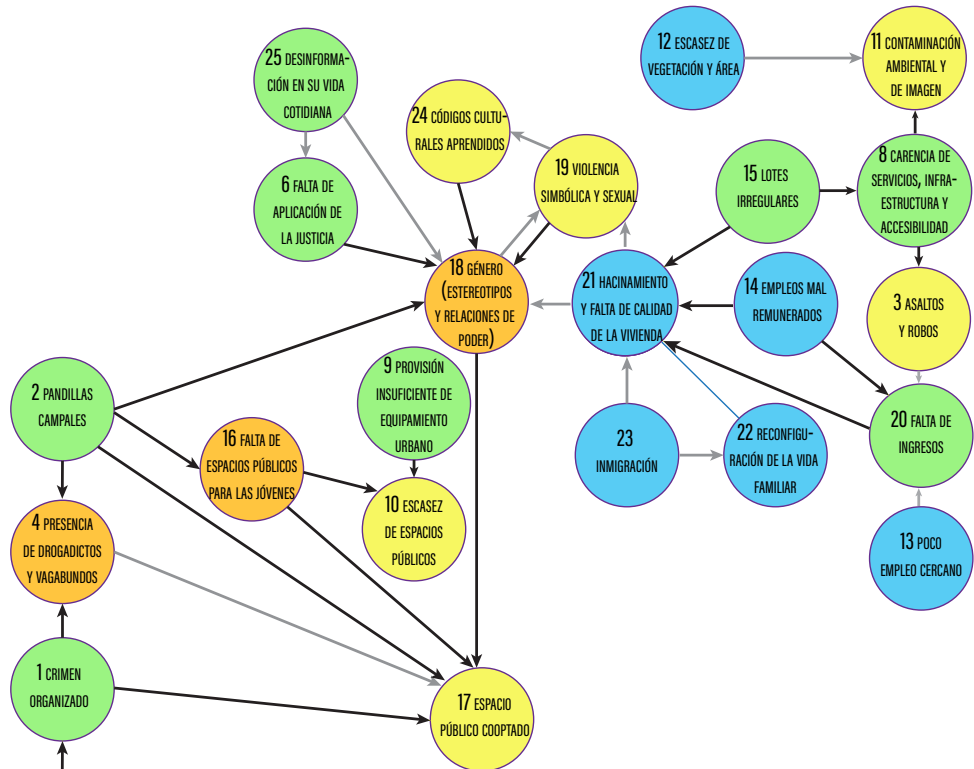 12 ESCASEZ DE
VEGETACIÓN Y ÁREA
11 CONTAMINACIÓN
AMBIENTAL Y
DE IMAGEN
25 DESINFORMA-
CIÓN EN SU VIDA
COTIDIANA
24 CÓDIGOS CULTU-
RALES APRENDIDOS
19 VIOLENCIA
SIMBÓLICA Y SEXUAL
15 LOTES
IRREGULARES
8 CARENCIA DE
SERVICIOS, INFRA-
ESTRUCTURA Y
ACCESIBILIDAD
6 FALTA DE
APLICACIÓN DE
LA JUSTICIA
18 GÉNERO
(ESTEREOTIPOS
Y RELACIONES DE
PODER)
21 HACINAMIENTO
Y FALTA DE CALIDAD
DE LA VIVIENDA
14 EMPLEOS MAL
REMUNERADOS
3 ASALTOS
Y ROBOS
2 PANDILLAS
CAMPALES
9 PROVISIÓN
INSUFICIENTE DE
EQUIPAMIENTO
URBANO
16 FALTA DE
ESPACIOS PÚBLICOS
PARA LAS JÓVENES
23
INMIGRACIÓN
22 RECONFIGU-
RACIÓN DE LA VIDA
FAMILIAR
20 FALTA DE
INGRESOS
10 ESCASEZ
DE ESPACIOS
PÚBLICOS
4 PRESENCIA
DE DROGADICTOS
Y VAGABUNDOS
13 POCO
EMPLEO CERCANO
1 CRIMEN
ORGANIZADO
17 ESPACIO
PÚBLICO COOPTADO